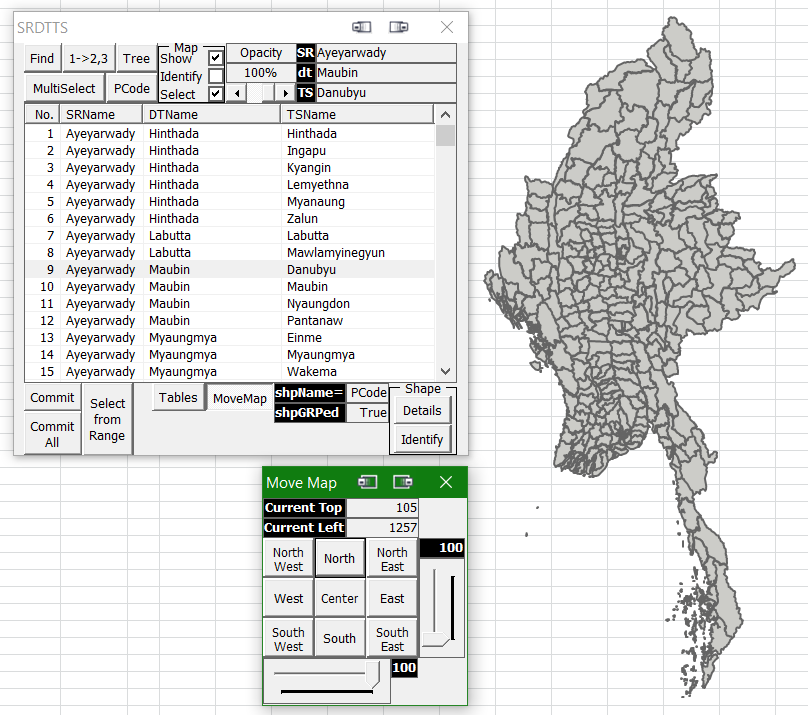 SRDTTS
Find 1->2,3 Tree Map Show Opacity SR Ayeyarwady
Identify 100% dt Maubin
MultiSelect PCode Select TS Danubyu
No. SRName DTName TSName
1 Ayeyarwady Hinthada Hinthada
2 Ayeyarwady Hinthada Ingapu
3 Ayeyarwady Hinthada Kyangin
4 Ayeyarwady Hinthada Lemyethna
5 Ayeyarwady Hinthada Myanaung
6 Ayeyarwady Hinthada Zalun
7 Ayeyarwady Labutta Labutta
8 Ayeyarwady Labutta Mawlamyinegyun
9 Ayeyarwady Maubin Danubyu
10 Ayeyarwady Maubin Maubin
11 Ayeyarwady Maubin Nyaungdon
12 Ayeyarwady Maubin Pantanaw
13 Ayeyarwady Myaungmya Einme
14 Ayeyarwady Myaungmya Myaungmya
15 Ayeyarwady Myaungmya Wakema
Commit
Commit
All
Select
from
Range
Tables MoveMap
shpName= PCode
shpGRPed True
Shape
Details
Identify
Move Map
Current Top 105
Current Left 1257
North
West
North
North
East
100
West Center East
South
West
South
South
East
100